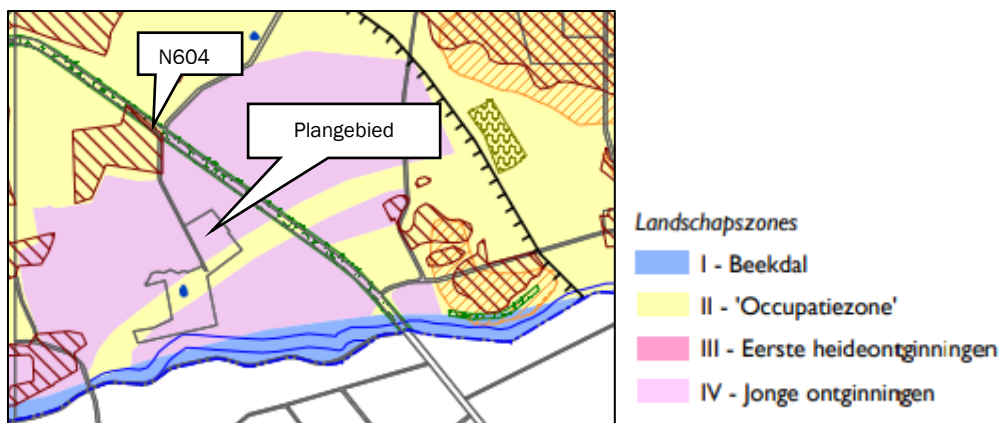 N604
Plangebied
Landschapszones
I - Beekdal
II - 'Occupatiezone'
III - Eerste heideontginningen
IV - Jonge ontginningen